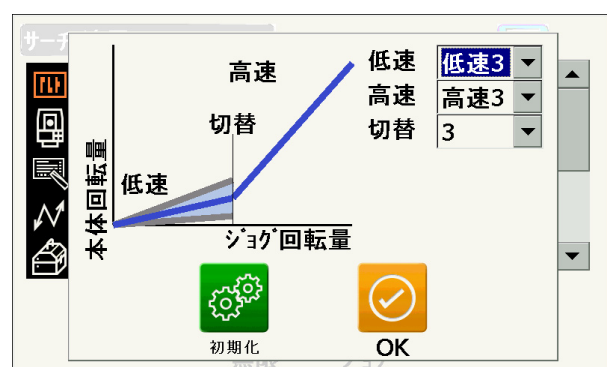 サーチ
高速
切替
低速
本体回転量
ｼﾞｮｸﾞ回転量
低速 低速3
高速 高速3
切替 3
初期化
OK